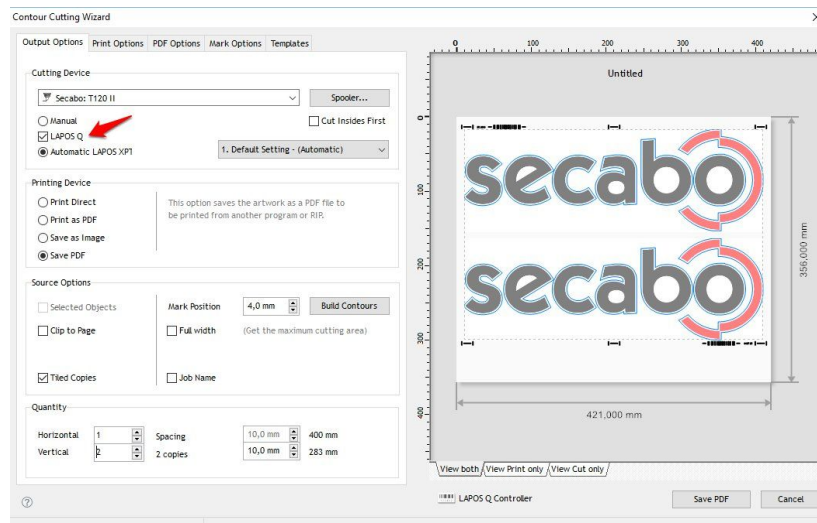 Contour Cutting Wizard
Output Options Print Options PDF Options Mark Options Templates
Cutting Device
Secabo: T120 II
Spooler...
Manual
Cut Insides First
LAPOS Q
Automatic LAPOS XPT
1. Default Setting - (Automatic)
Printing Device
Print Direct
This option saves the artwork as a PDF file to
be printed from another program or RIP.
Print as PDF
Save as Image
Save PDF
Source Options
Selected Objects
Mark Position
4,0 mm
Build Contours
Clip to Page
Full width
(Get the maximum cutting area)
Tiled Copies
Job Name
Quantity
Horizontal 1 Spacing 10,0 mm 400 mm
Vertical 2 2 copies 10,0 mm 283 mm
0 100 200 300 400
Untitled
0
100
200
300
400
secabo
secabo
356,000 mm
421,000 mm
View both View Print only View Cut only
LAPOS Q Controller
Save PDF
Cancel